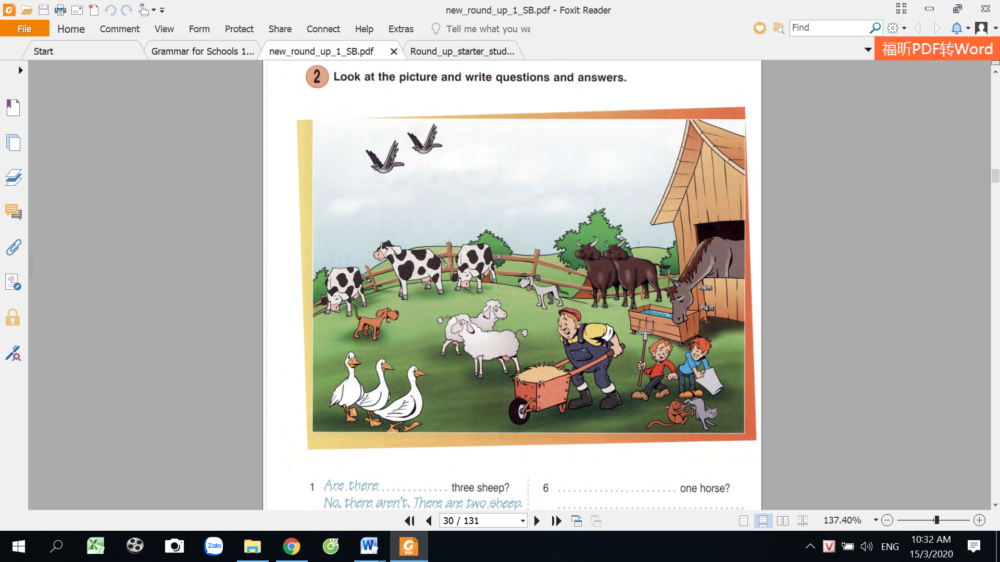 new_round_up_1_SB.pdf - Foxit Reader
File Home Comment View Form Protect Share Connect Help Extras Tell me what you wa Find
Start Grammar for Schools 1... new_round_up_1_SB.pdf Round_up_starter_stud... 福昕PDF转Word
2 Look at the picture and write questions and answers.
1 Are there three sheep?
No, there aren't. There are two sheep.
6 one horse?
30 / 131 137.40%
Zalo
PDF
ENG
10:32 AM
15/3/2020